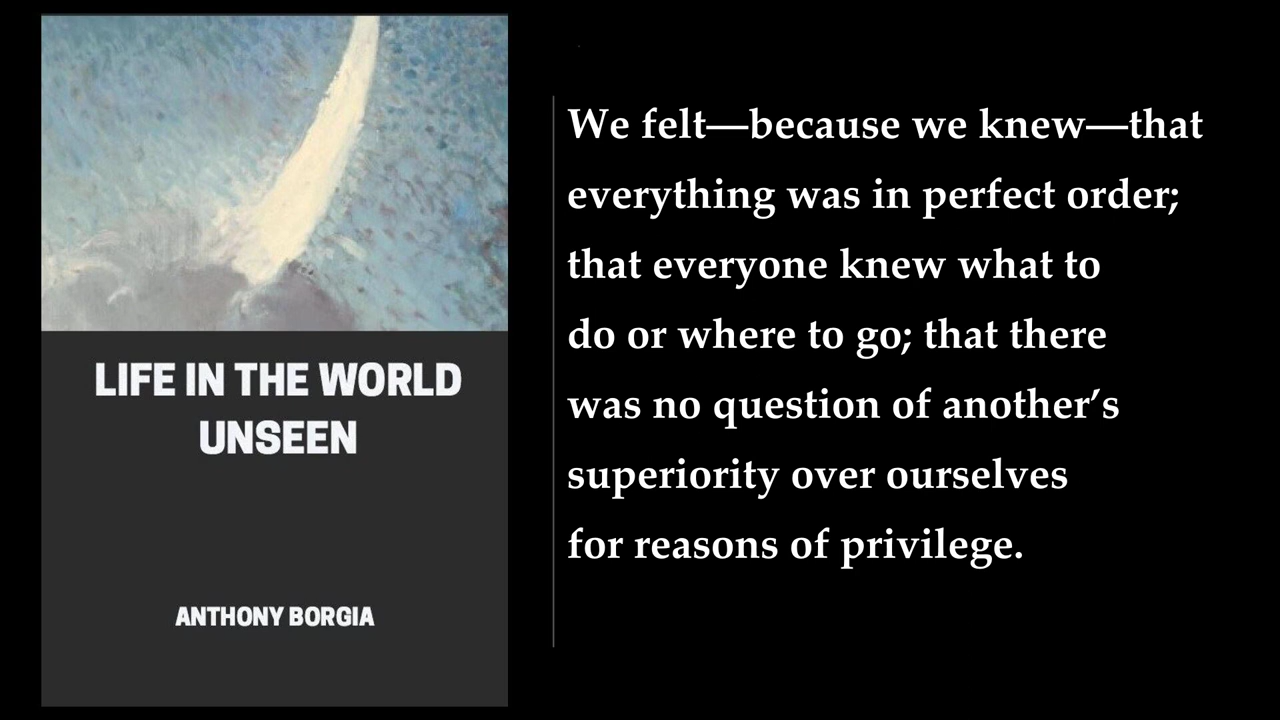 LIFE IN THE WORLD
UNSEEN
ANTHONY BORGIA
We felt—because we knew—that
everything was in perfect order;
that everyone knew what to
do or where to go; that there
was no question of another’s
superiority over ourselves
for reasons of privilege.